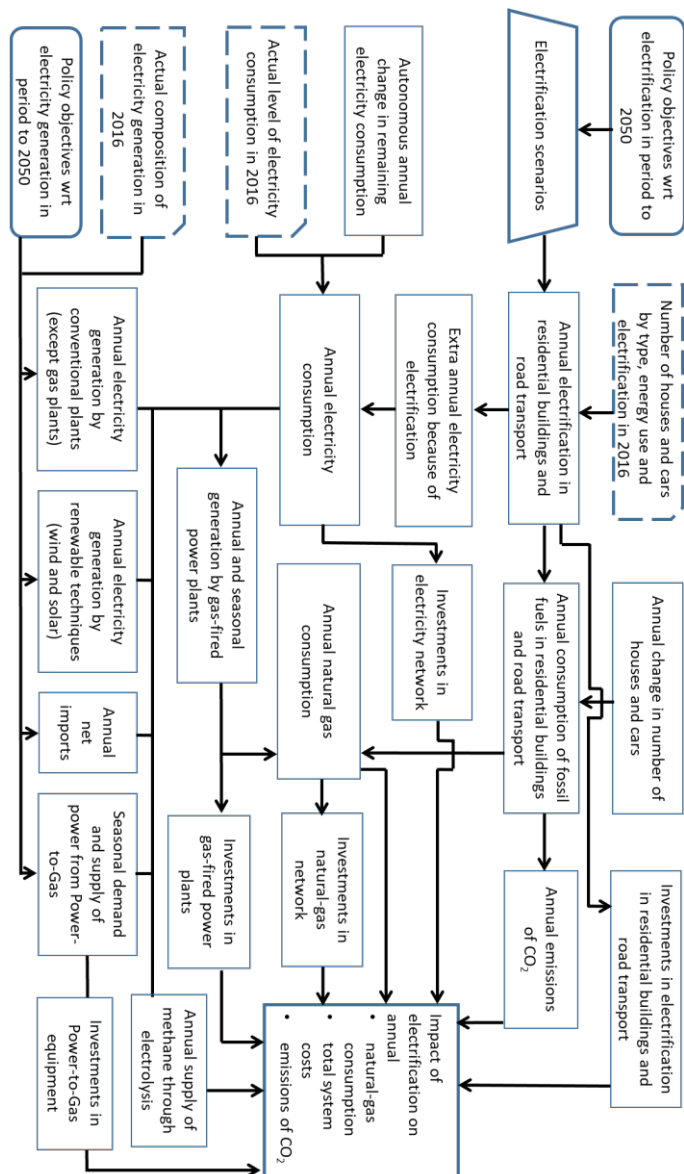 Policy objectives wrt
electrification in period to
2050
Number of houses and cars
by type, energy use and
electrification in 2016
Annual change in number of
houses and cars
Investments in electrification
in residential buildings and
road transport
Electrification scenarios
Annual electrification in
residential buildings and
road transport
Annual consumption of fossil
fuels in residential buildings
and road transport
Annual emissions
of CO2
Autonomous annual
change in remaining
electricity consumption
Extra annual electricity
consumption because of
electrification
Investments in
electricity network
Impact of
electrification on
annual
• natural-gas
consumption
• total system
costs
• emissions of CO2
Actual level of electricity
consumption in 2016
Annual electricity
consumption
Annual natural gas
consumption
Investments in
natural-gas
network
Annual and seasonal
generation by gas-fired
power plants
Investments in
gas-fired power
plants
Annual supply of
methane through
electrolysis
Actual composition of
electricity generation in
2016
Policy objectives wrt
electricity generation in
period to 2050
Annual electricity
generation by
conventional plants
(except gas plants)
Annual electricity
generation by
renewable techniques
(wind and solar)
Annual
net
imports
Seasonal demand
and supply of
power from Power-
to-Gas
Investments in
Power-to-Gas
equipment